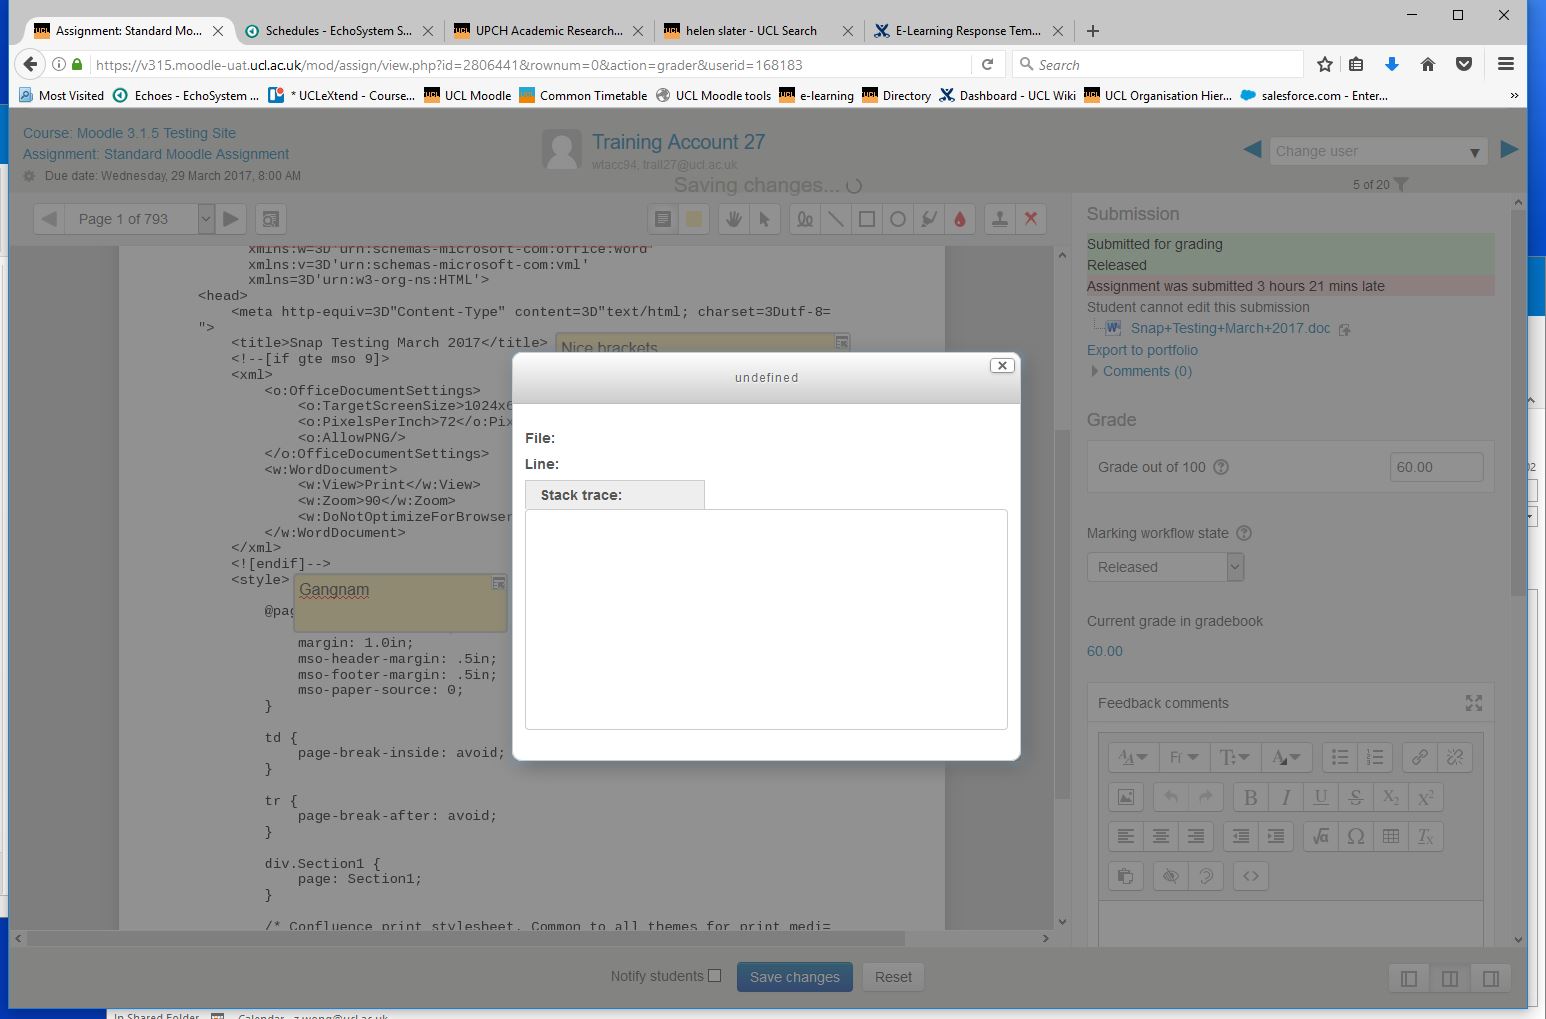 Assignment: Standard Mo...
Schedules - EchoSystem S...
UPCH Academic Research...
helen slater - UCL Search
E-Learning Response Tem...
https://v315.moodle-uat.ucl.ac.uk/mod/assign/view.php?id=2806441&rownum=0&action=grader&userid=168183
Search
Most Visited
Echoes - EchoSystem ...
* UCLeXtend - Course...
UCL Moodle
Common Timetable
UCL Moodle tools
e-learning
Directory
Dashboard - UCL Wiki
UCL Organisation Hier...
salesforce.com - Enter...
Course: Moodle 3.1.5 Testing Site
Assignment: Standard Moodle Assignment
Due date: Wednesday, 29 March 2017, 8:00 AM
Training Account 27
wtacc94, trall27@ucl.ac.uk
Saving changes...
Change user
5 of 20
Page 1 of 793
xmlns:w=3D'urn:schemas-microsoft-com:office:word'
xmlns:v=3D'urn:schemas-microsoft-com:vml'
xmlns=3D'urn:w3-org-ns:HTML'>
<head>
<meta http-equiv=3D"Content-Type" content=3D"text/html; charset=3Dutf-8=
">
<title>Snap Testing March 2017</title>
Nice brackets
<!--[if gte mso 9]>
<xml>
<o:OfficeDocumentSettings>
<o:TargetScreenSize>1024x6
<o:PixelsPerInch>72</o:Pix
<o:AllowPNG/>
</o:OfficeDocumentSettings>
<w:WordDocument>
<w:View>Print</w:View>
<w:Zoom>90</w:Zoom>
<w:DoNotOptimizeForBrowser
</w:WordDocument>
</xml>
<![endif]-->
<style>
Gangnam
@pag
margin: 1.0in;
mso-header-margin: .5in;
mso-footer-margin: .5in;
mso-paper-source: 0;
}
td {
page-break-inside: avoid;
}
tr {
page-break-after: avoid;
}
div.Section1 {
page: Section1;
}
/* Confluence print stylesheet. Common to all themes for print medi=
undefined
File:
Line:
Stack trace:
Submission
Submitted for grading
Released
Assignment was submitted 3 hours 21 mins late
Student cannot edit this submission
Snap+Testing+March+2017.doc
Export to portfolio
Comments (0)
Grade
Grade out of 100
60.00
Marking workflow state
Released
Current grade in gradebook
60.00
Feedback comments
Notify students
Save changes
Reset
In Shared Folder
Calendar - z.wong@ucl.ac.uk